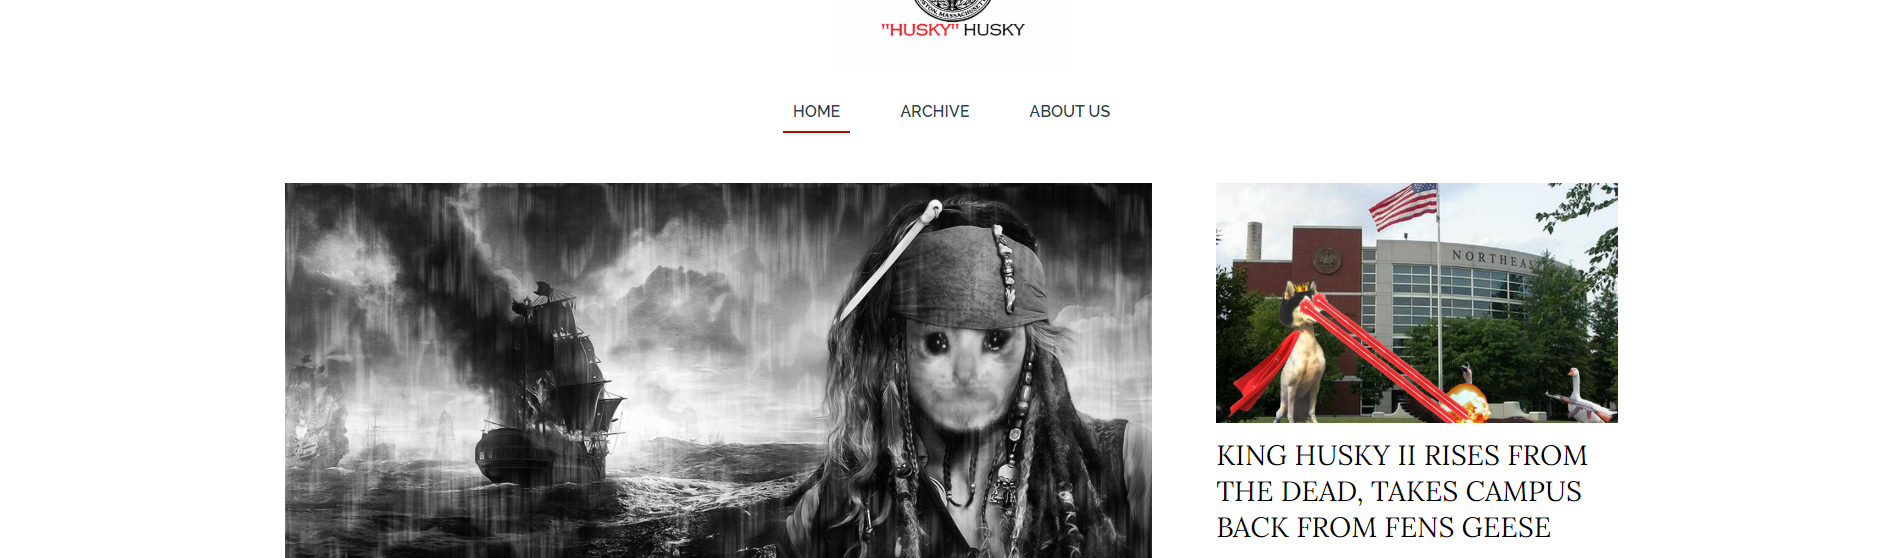 "HUSKY" HUSKY
HOME ARCHIVE ABOUT US
NORTHEAS
KING HUSKY II RISES FROM
THE DEAD, TAKES CAMPUS
BACK FROM FENS GEESE